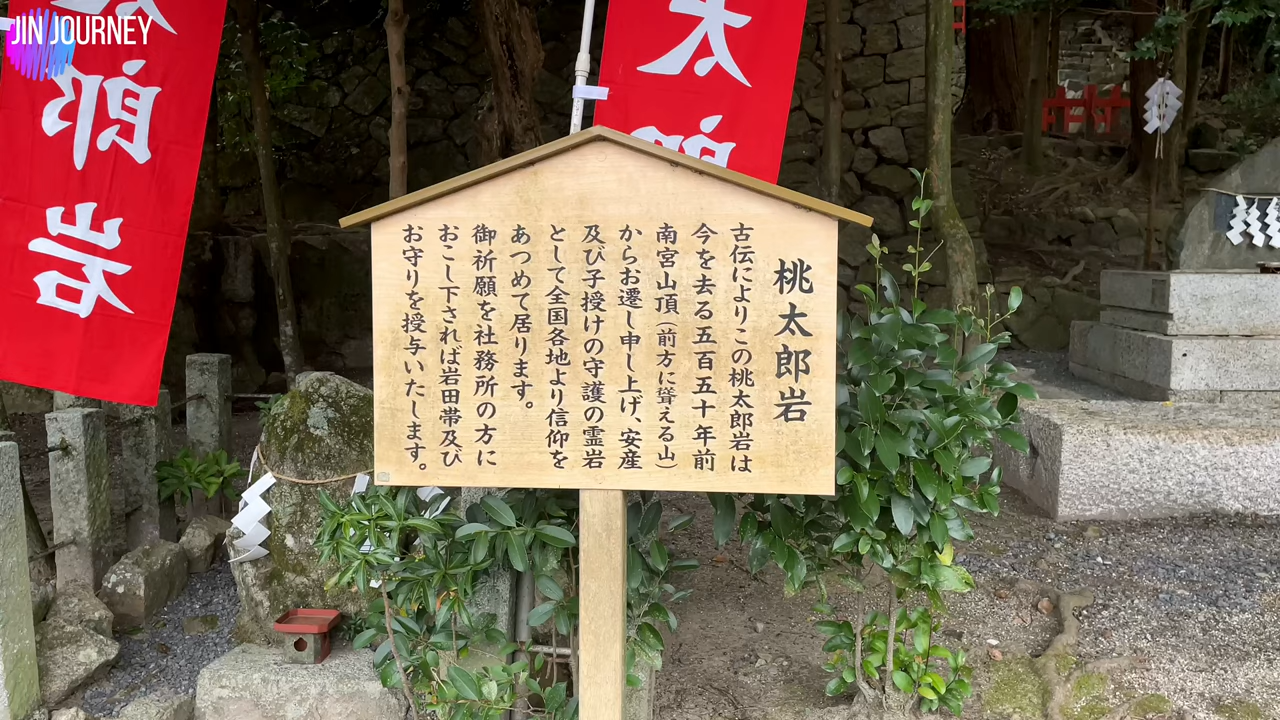 JIN JOURNEY
桃太郎岩
古伝によりこの桃太郎岩は
今を去る五百五十年前
南宮山頂(前方に聳える山)
からお遷し申し上げ、安産
及び子授けの守護の霊岩
として全国各地より信仰を
あつめて居ります。
御祈願を社務所の方に
おこし下されば岩田帯及び
お守りを授与いたします。
太郎
郎岩